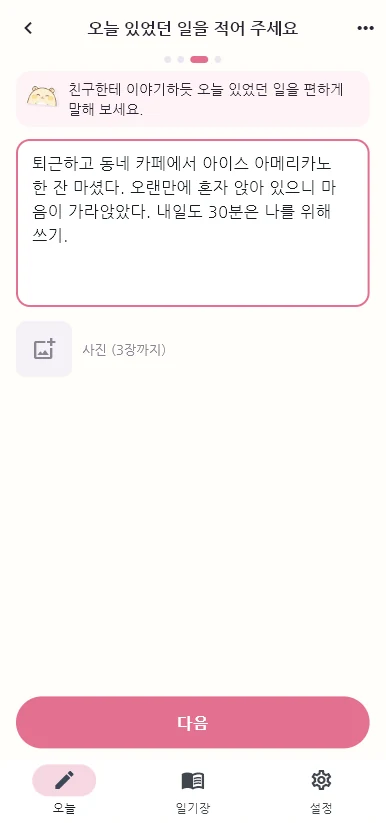 오늘 있었던 일을 적어 주세요
친구한테 이야기하듯 오늘 있었던 일을 편하게
말해 보세요.
퇴근하고 동네 카페에서 아이스 아메리카노
한 잔 마셨다. 오랜만에 혼자 앉아 있으니 마
음이 가라앉았다. 내일도 30분은 나를 위해
쓰기.
사진 (3장까지)
다음
오늘
일기장
설정